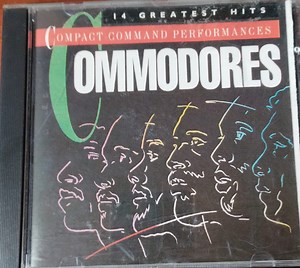 14 GREATEST HITS
COMPACT COMMAND PERFORMANCES
COMMODORES